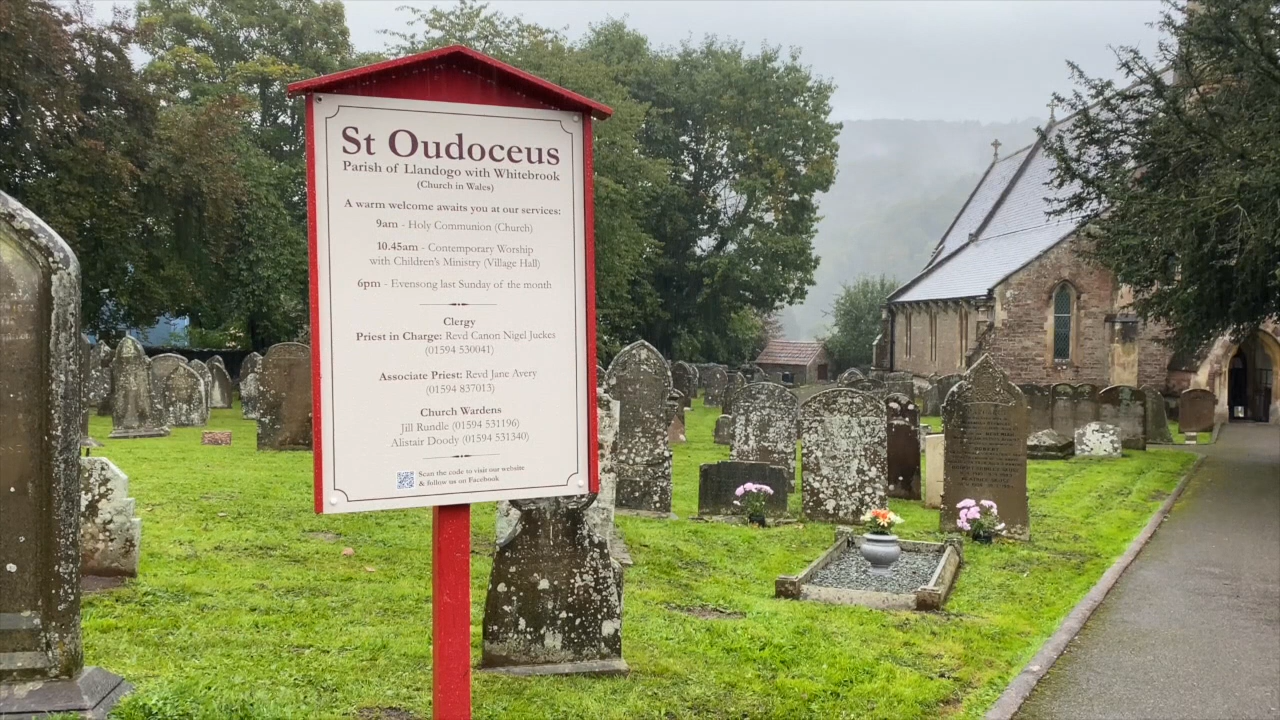 St Oudoceus
Parish of Llandogo with Whitebrook
(Church in Wales)
A warm welcome awaits you at our services:
9am - Holy Communion (Church)
10.45am - Contemporary Worship
with Children's Ministry (Village Hall)
6pm - Evensong last Sunday of the month
Clergy
Priest in Charge: Revd Canon Nigel Juckes
(01594 530041)
Associate Priest: Revd Jane Avery
(01594 837013)
Church Wardens
Jill Rundle (01594 531196)
Alistair Doody (01594 531340)
Scan the code to visit our website
& follow us on Facebook